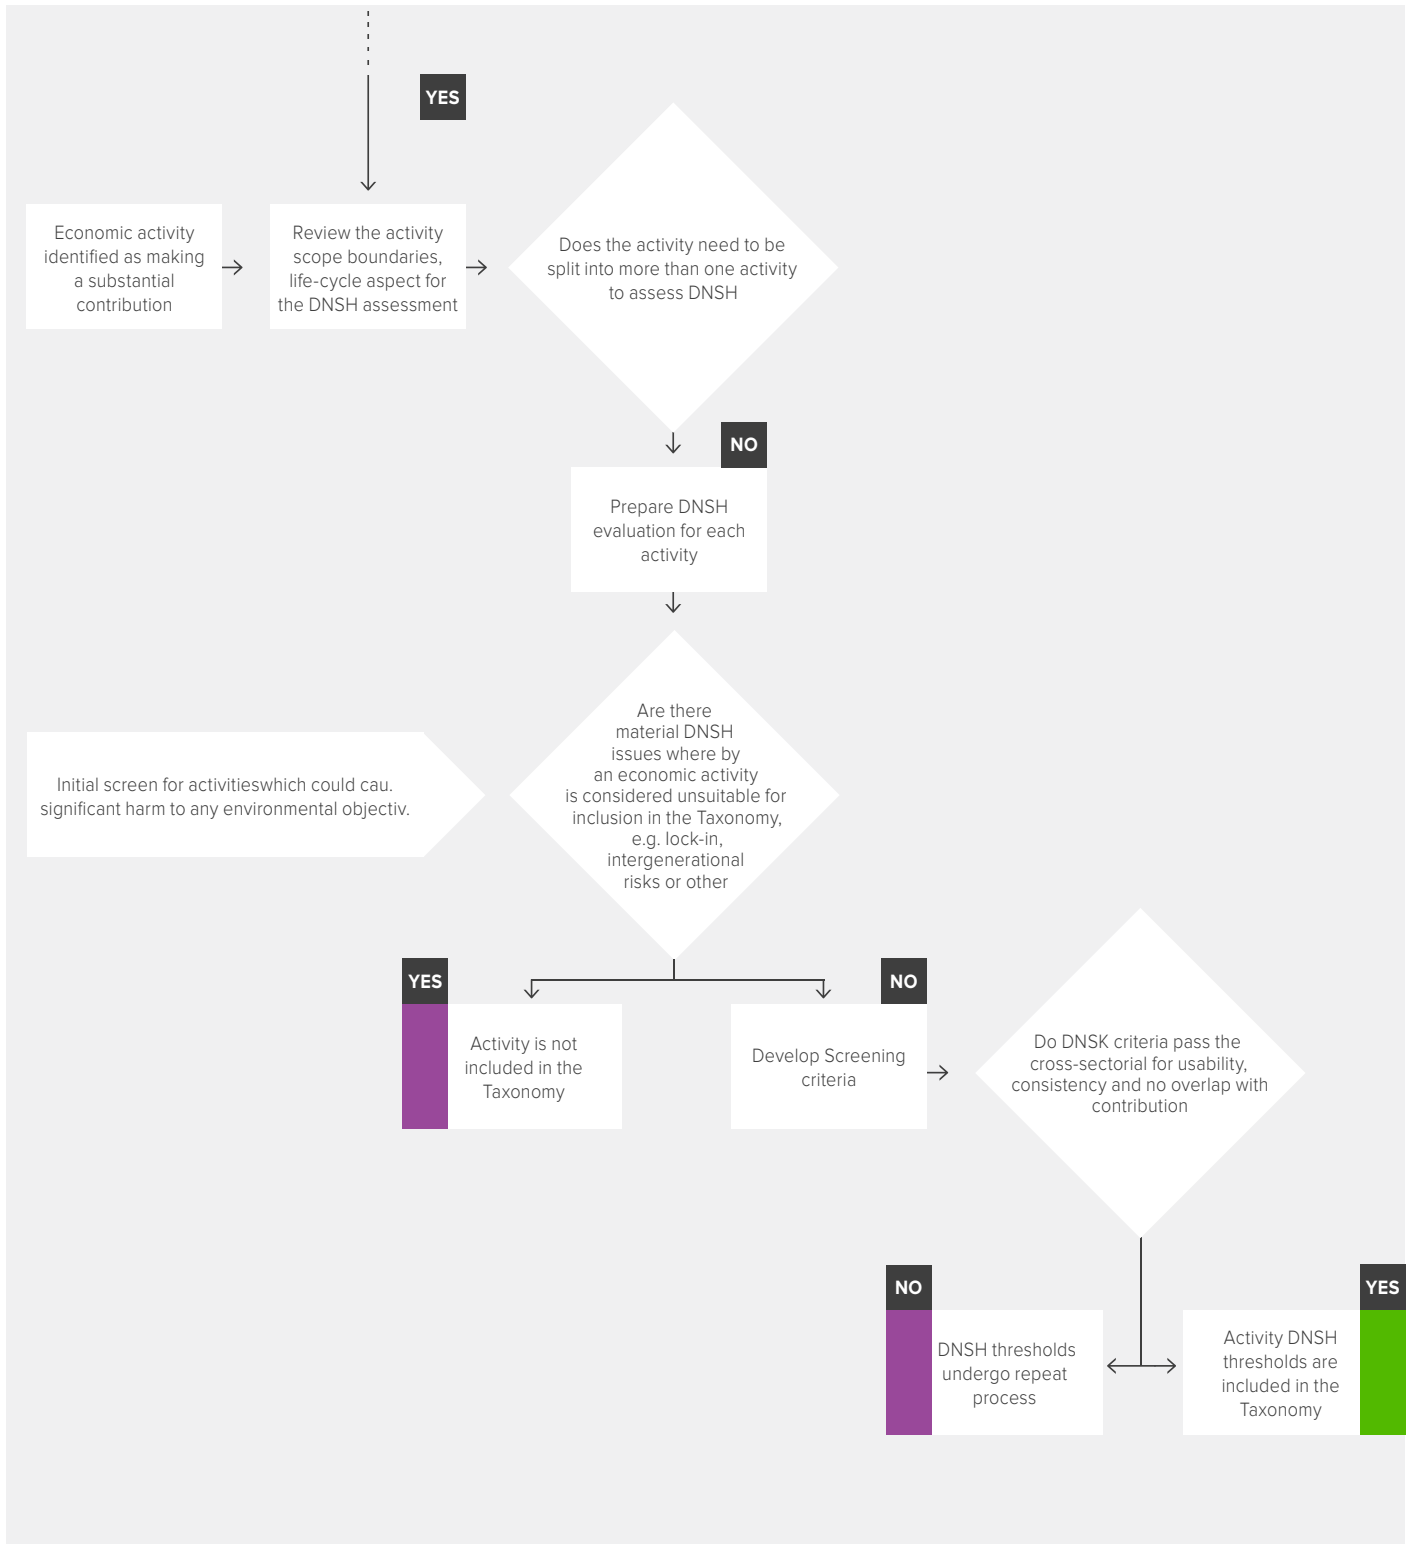 YES
Economic activity
identified as making
a substantial
contribution
Review the activity
scope boundaries,
life-cycle aspect for
the DNSH assessment
Does the activity need to be
split into more than one activity
to assess DNSH
NO
Prepare DNSH
evaluation for each
activity
Initial screen for activitieswhich could cau.
significant harm to any environmental objectiv.
Are there
material DNSH
issues where by
an economic activity
is considered unsuitable for
inclusion in the Taxonomy,
e.g. lock-in,
intergenerational
risks or other
YES
Activity is not
included in the
Taxonomy
NO
Develop Screening
criteria
Do DNSK criteria pass the
cross-sectorial for usability,
consistency and no overlap with
contribution
NO
DNSH thresholds
undergo repeat
process
YES
Activity DNSH
thresholds are
included in the
Taxonomy